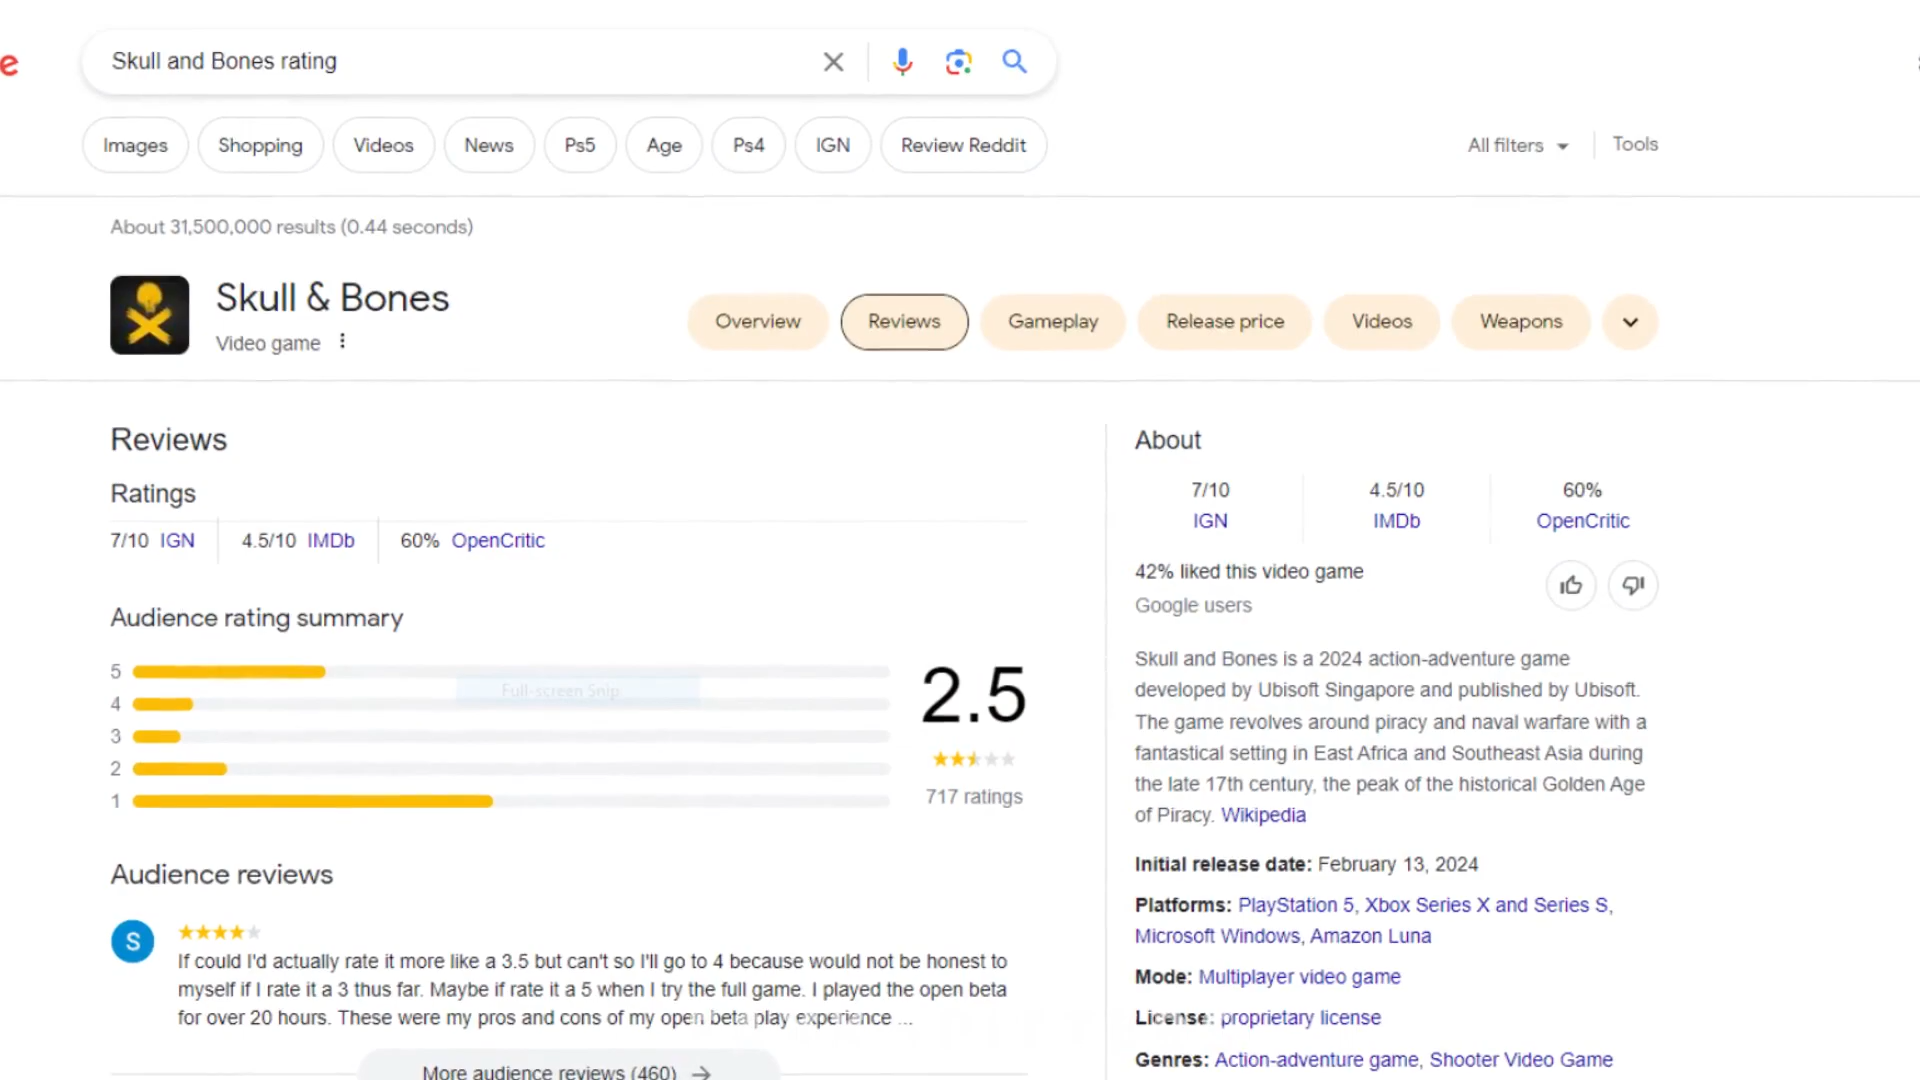 e
Skull and Bones rating
Images
Shopping
Videos
News
Ps5
Age
Ps4
IGN
Review Reddit
All filters
Tools
About 31,500,000 results (0.44 seconds)
Skull & Bones
Video game
Overview
Reviews
Gameplay
Release price
Videos
Weapons
Reviews
Ratings
7/10 IGN
4.5/10 IMDb
60% OpenCritic
Audience rating summary
5
4
3
2
1
Full-screen Snip
2.5
717 ratings
Audience reviews
S
If could I'd actually rate it more like a 3.5 but can't so I'll go to 4 because would not be honest to
myself if I rate it a 3 thus far. Maybe if rate it a 5 when I try the full game. I played the open beta
for over 20 hours. These were my pros and cons of my open beta play experience ...
More audience reviews (460)
About
7/10
IGN
4.5/10
IMDb
60%
OpenCritic
42% liked this video game
Google users
Skull and Bones is a 2024 action-adventure game
developed by Ubisoft Singapore and published by Ubisoft.
The game revolves around piracy and naval warfare with a
fantastical setting in East Africa and Southeast Asia during
the late 17th century, the peak of the historical Golden Age
of Piracy. Wikipedia
Initial release date: February 13, 2024
Platforms: PlayStation 5, Xbox Series X and Series S,
Microsoft Windows, Amazon Luna
Mode: Multiplayer video game
License: proprietary license
Genres: Action-adventure game, Shooter Video Game